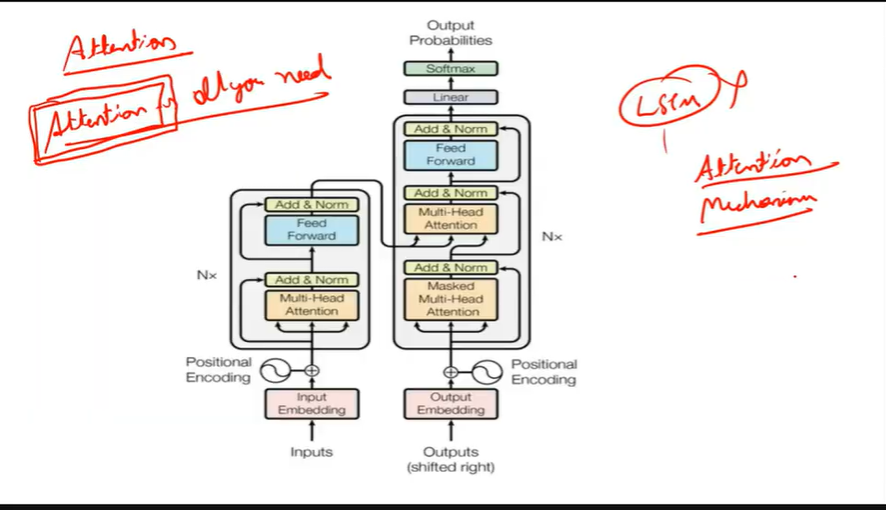 Attention
Attention is All you need
LSTM
Attention
Mechanism
Output
Probabilities
Softmax
Linear
Add & Norm
Feed
Forward
Add & Norm
Multi-Head
Attention
Nx
Add & Norm
Masked
Multi-Head
Attention
Add & Norm
Feed
Forward
Nx
Add & Norm
Multi-Head
Attention
Positional
Encoding
Positional
Encoding
Input
Embedding
Output
Embedding
Inputs
Outputs
(shifted right)